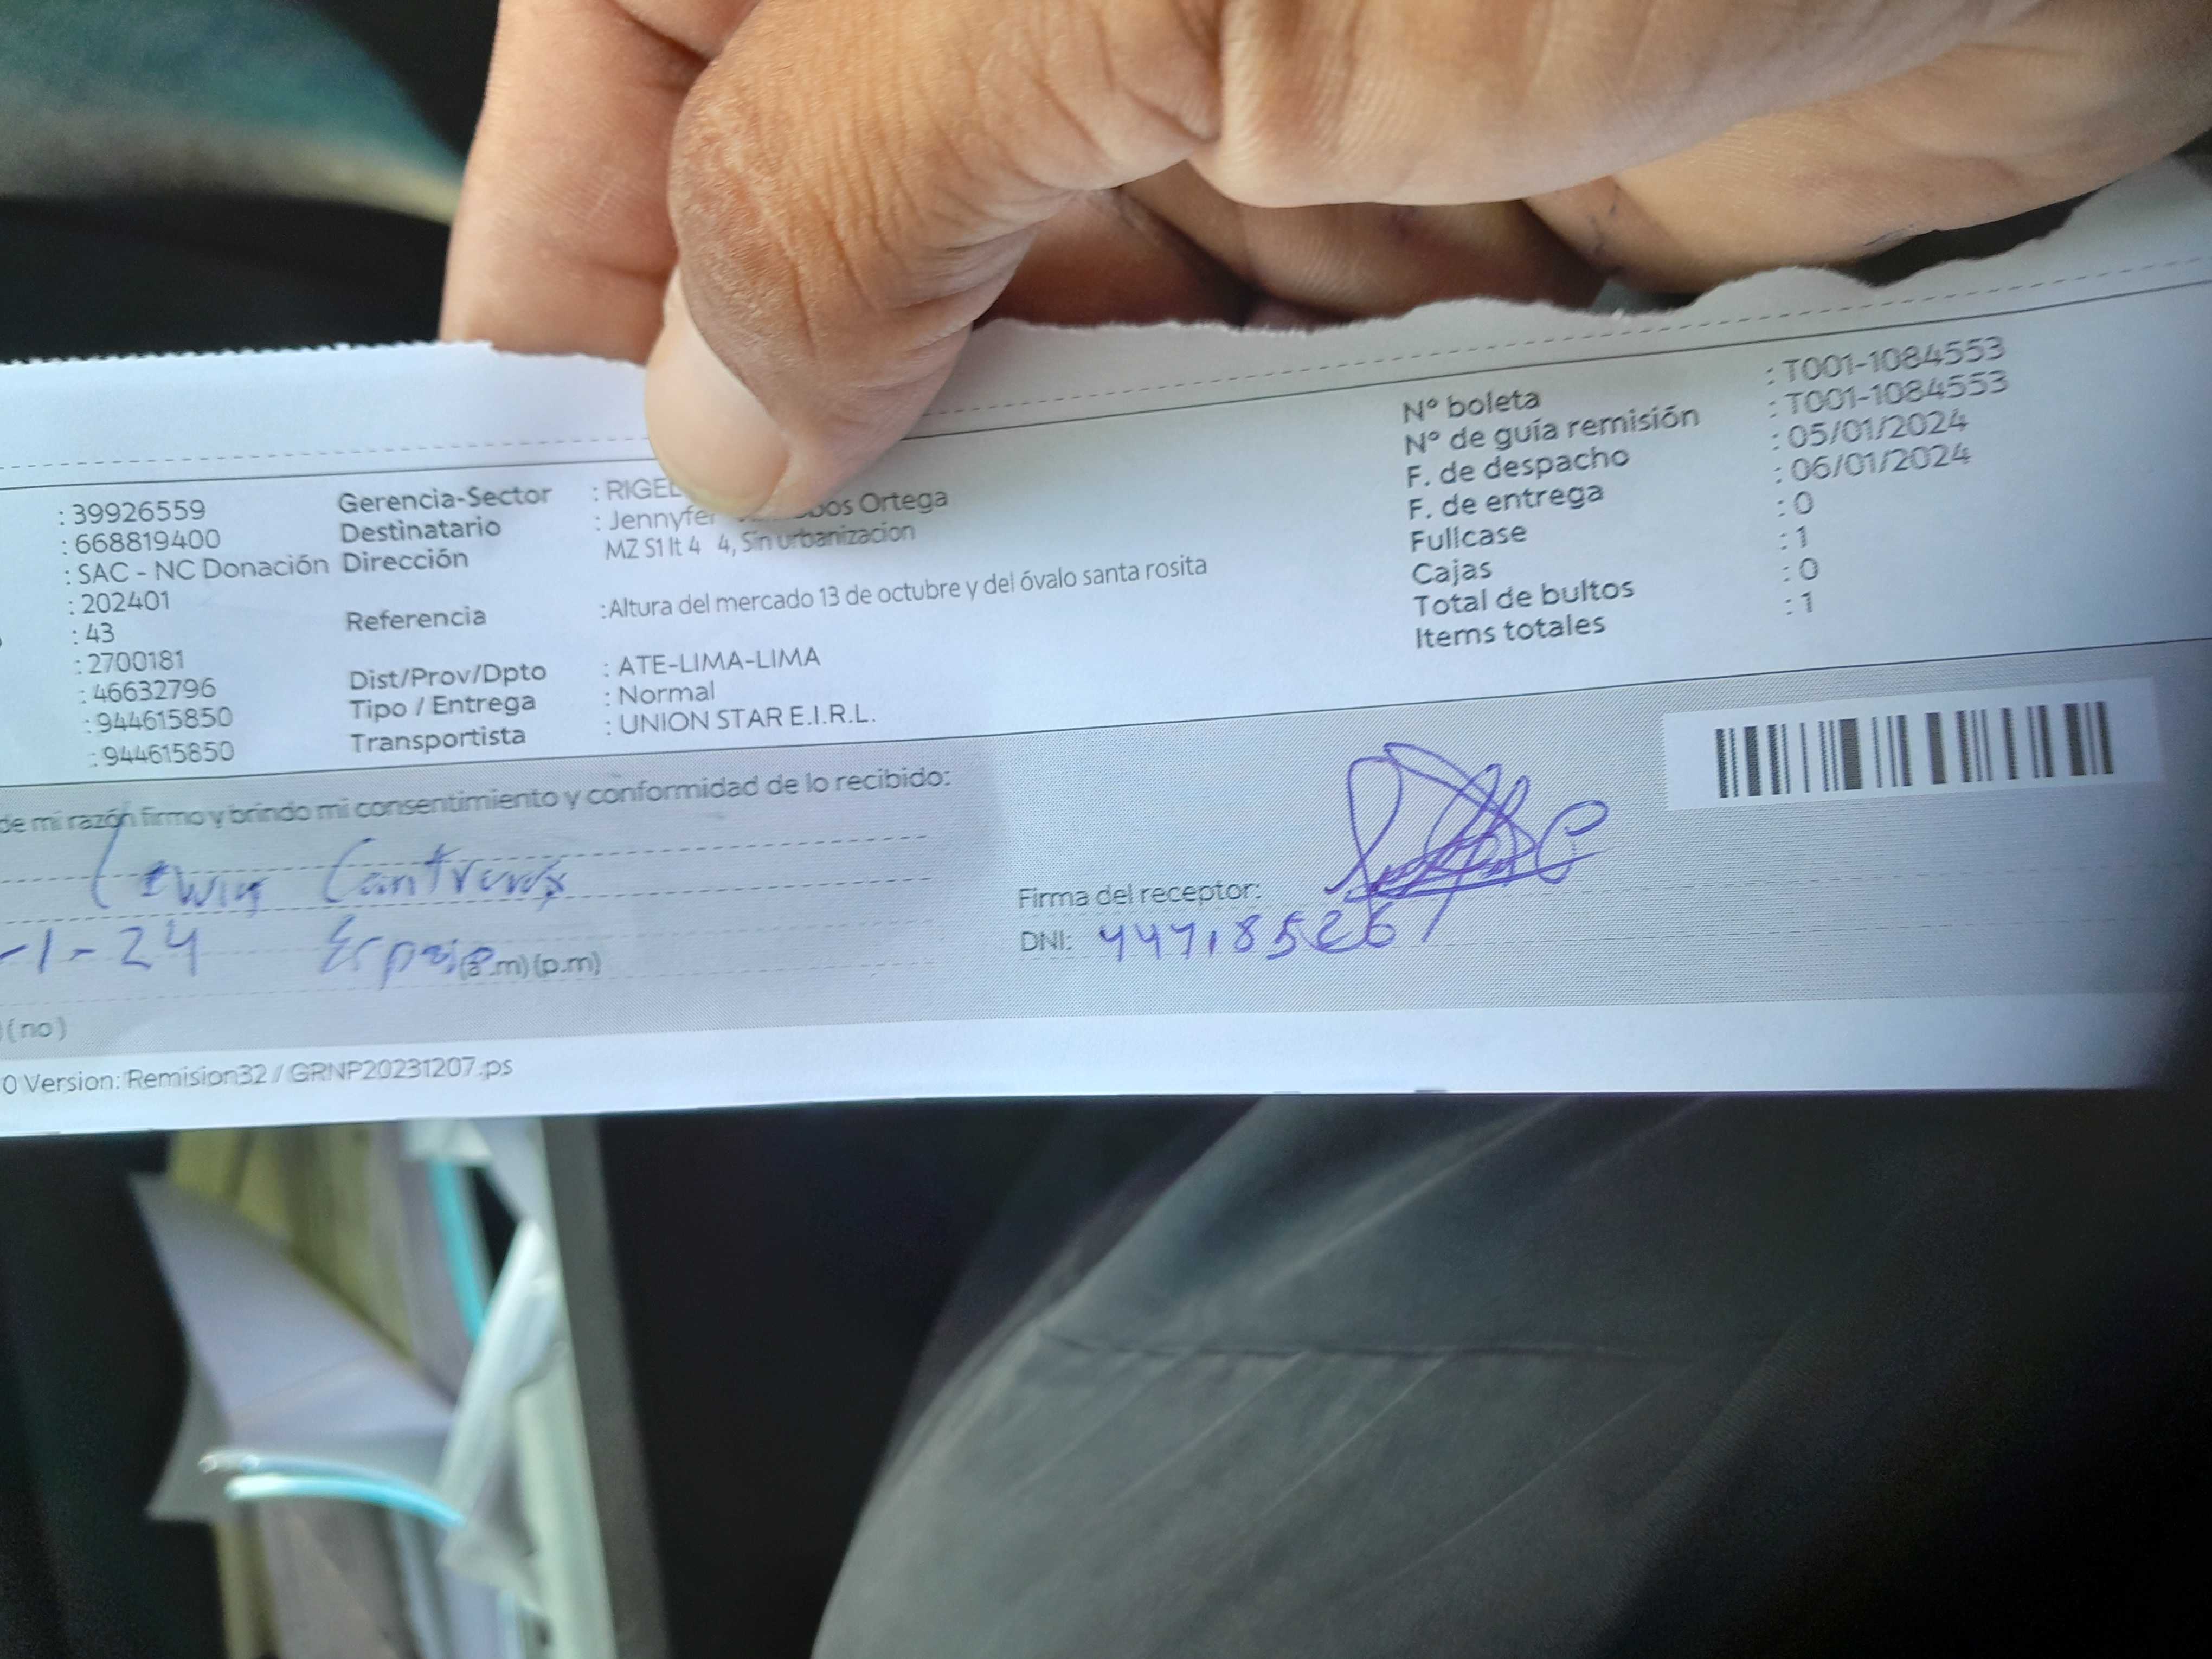 : 39926559
: 668819400
: SAC - NC Donación
: 202401
: 43
: 2700181
: 46632796
: 944615850
: 944615850
Gerencia-Sector : RIGEL
Destinatario : Jennyfer Ortega
Dirección MZ S1 lt 4 4, Sin urbanizacion
Referencia : Altura del mercado 13 de octubre y del óvalo santa rosita
Dist/Prov/Dpto : ATE-LIMA-LIMA
Tipo / Entrega : Normal
Transportista : UNION STAR E.I.R.L.
N° boleta : T001-1084553
N° de guía remisión : T001-1084553
F. de despacho : 05/01/2024
F. de entrega : 06/01/2024
Fullcase : 0
Cajas : 1
Total de bultos : 0
Items totales : 1
de mi razón firmo y brindo mi consentimiento y conformidad de lo recibido:
-1-24 (a.m) (p.m)
Firma del receptor:
DNI:
(no)
0 Version: Remision32 / GRNP20231207.ps